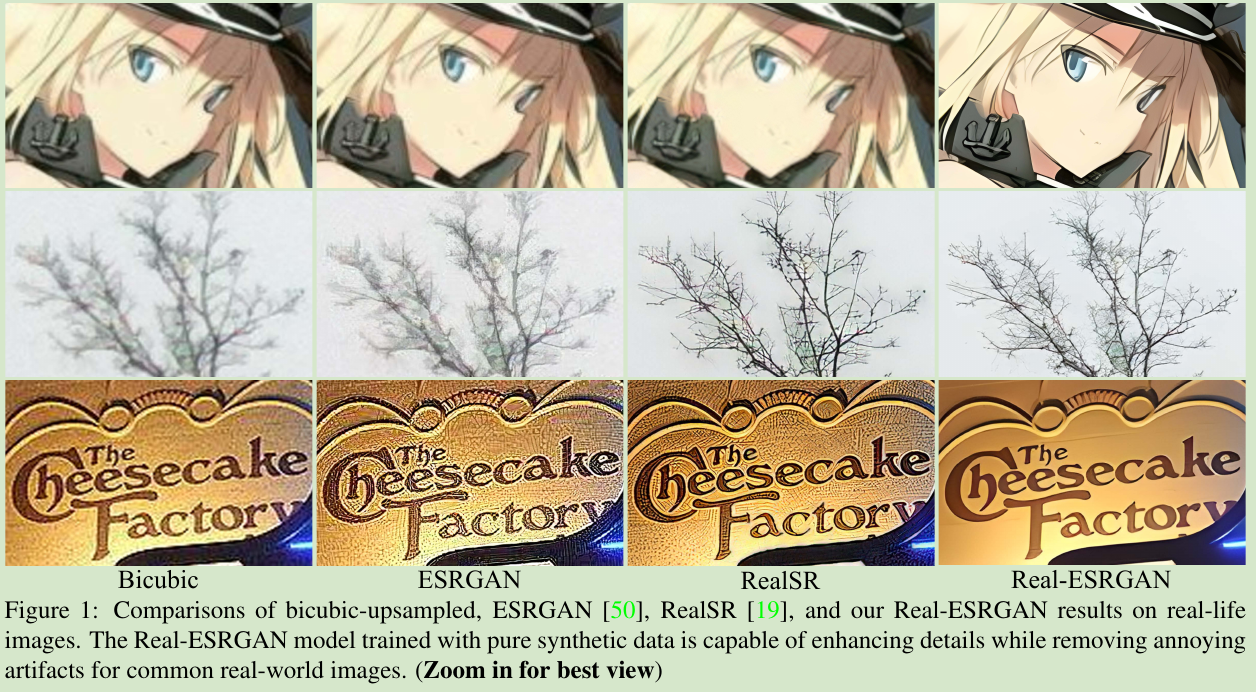 The
Cheesecake
Factory
The
Cheesecake
Factory
The
Cheesecake
Factory
The
Cheesecake
Factory
Bicubic
ESRGAN
RealSR
Real-ESRGAN
Figure 1: Comparisons of bicubic-upsampled, ESRGAN [50], RealSR [19], and our Real-ESRGAN results on real-life
images. The Real-ESRGAN model trained with pure synthetic data is capable of enhancing details while removing annoying
artifacts for common real-world images. (Zoom in for best view)